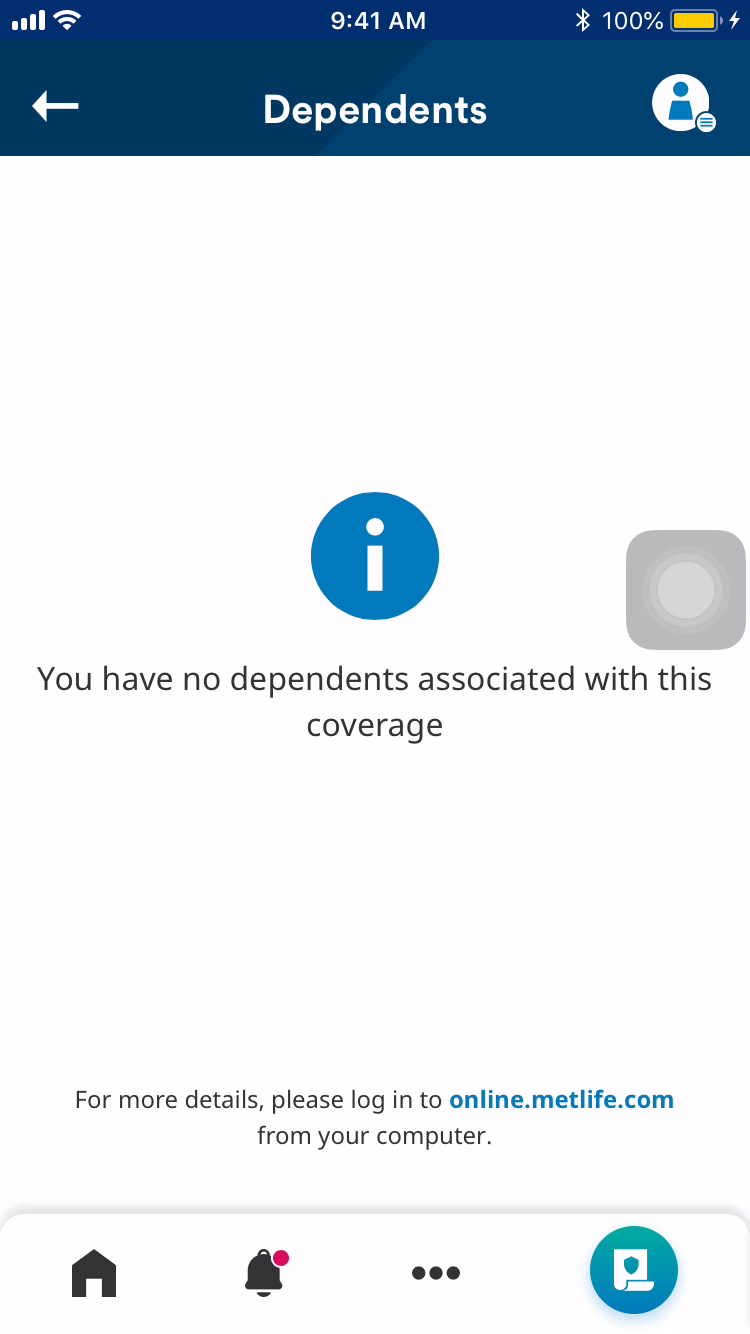 9:41 AM
100%
Dependents
You have no dependents associated with this
coverage
For more details, please log in to online.metlife.com
from your computer.